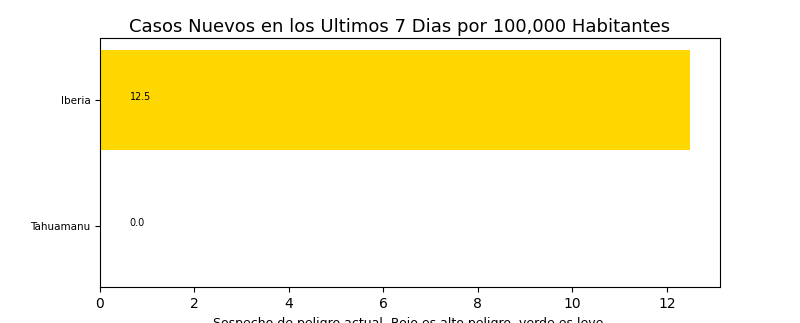 Casos Nuevos en los Ultimos 7 Dias por 100,000 Habitantes
Iberia
12.5
Tahuamanu
0.0
0 2 4 6 8 10 12
Sospecho de peligro actual. Rojo es alto peligro, verde es leve